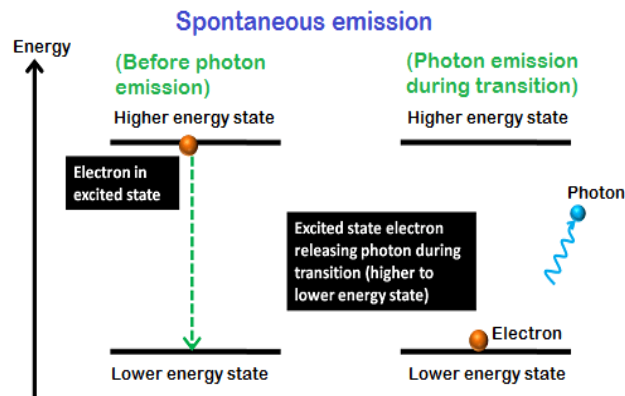 Spontaneous emission
Energy
(Before photon
emission)
(Photon emission
during transition)
Higher energy state
Higher energy state
Electron in
excited state
Photon
Excited state electron
releasing photon during
transition (higher to
lower energy state)
Electron
Lower energy state
Lower energy state